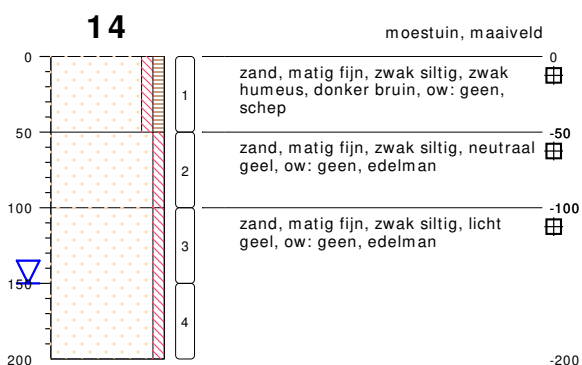 14
moestuin, maaiveld
0
0
zand, matig fijn, zwak siltig, zwak
humeus, donker bruin, ow: geen,
schep
1
50
-50
zand, matig fijn, zwak siltig, neutraal
geel, ow: geen, edelman
2
100
-100
zand, matig fijn, zwak siltig, licht
geel, ow: geen, edelman
3
150
4
200
-200